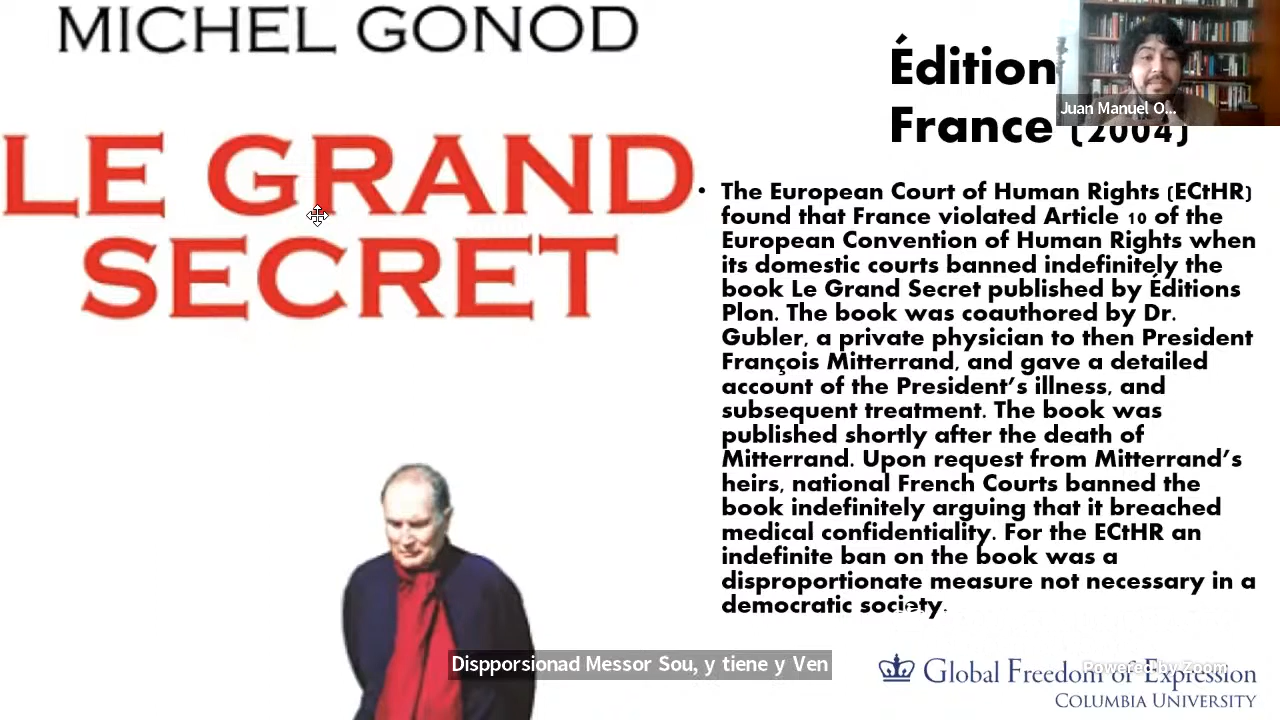 MICHEL GONOD
LE GRAND
SECRET
Édition
France (2004)
Juan Manuel O...
• The European Court of Human Rights (ECtHR)
found that France violated Article 10 of the
European Convention of Human Rights when
its domestic courts banned indefinitely the
book Le Grand Secret published by Éditions
Plon. The book was coauthored by Dr.
Gubler, a private physician to then President
François Mitterrand, and gave a detailed
account of the President's illness, and
subsequent treatment. The book was
published shortly after the death of
Mitterrand. Upon request from Mitterrand's
heirs, national French Courts banned the
book indefinitely arguing that it breached
medical confidentiality. For the ECtHR an
indefinite ban on the book was a
disproportionate measure not necessary in a
democratic society.
Dispporsionad Messor Sou, y tiene y Ven
Global Freedom of Expression
Powered by Zoom
COLUMBIA UNIVERSITY